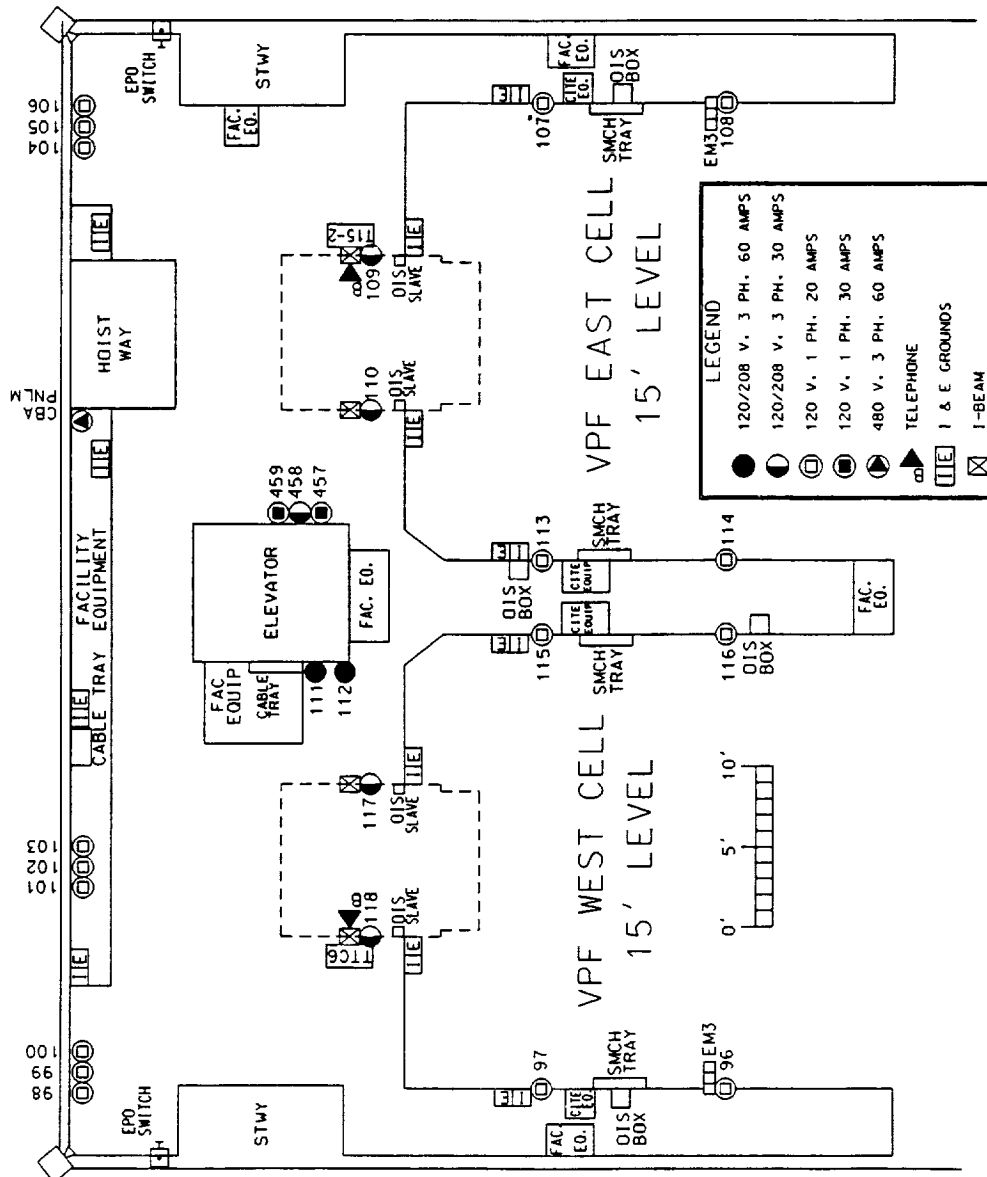 98
99
100
101
102
103
104
105
106
EPO
SWITCH
STWY
I E
I E
CABLE TRAY
FACILITY
EQUIPMENT
I E
CBA
PNLM
HOIST
WAY
I E
EPO
SWITCH
STWY
FAC. EQ.
FAC
EQUIP
CABLE
TRAY
ELEVATOR
FAC. EQ.
111
112
459
458
457
TTC6
118
I E
OIS
SLAVE
117
OIS
SLAVE
I E
110
OIS
SLAVE
I E
T15-2
109
OIS
SLAVE
I E
I E
97
CITE
EQ.
FAC.
EQ.
SMCH
TRAY
OIS
BOX
EM3
96
VPF WEST CELL
15' LEVEL
0'
5'
10'
I E
115
CITE
EQUIP
SMCH
TRAY
116
OIS
BOX
I E
OIS
BOX
113
CITE
EQUIP
SMCH
TRAY
114
FAC.
EQ.
VPF EAST CELL
15' LEVEL
I E
107
CITE
EQ.
FAC.
EQ.
SMCH
TRAY
OIS
BOX
EM3
108
LEGEND
120/208 V. 3 PH. 60 AMPS
120/208 V. 3 PH. 30 AMPS
120 V. 1 PH. 20 AMPS
120 V. 1 PH. 30 AMPS
480 V. 3 PH. 60 AMPS
TELEPHONE
I E I & E GROUNDS
I-BEAM